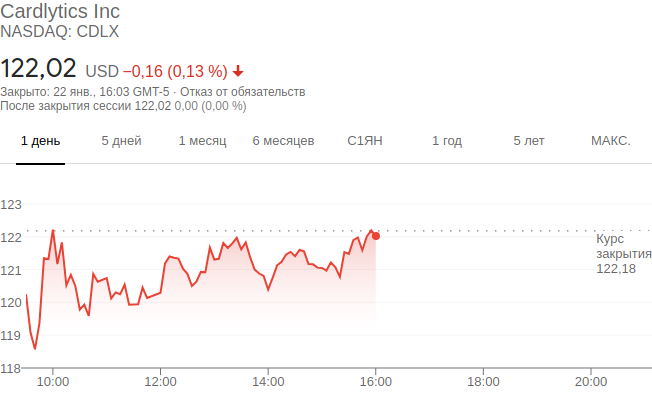 Cardlytics Inc
NASDAQ: CDLX
122,02 USD −0,16 (0,13 %)
Закрыто: 22 янв., 16:03 GMT-5 · Отказ от обязательств
После закрытия сессии 122,02 0,00 (0,00 %)
1 день 5 дней 1 месяц 6 месяцев С1ЯН 1 год 5 лет МАКС.
123
122
121
120
119
118
Курс
закрытия
122,18
10:00 12:00 14:00 16:00 18:00 20:00